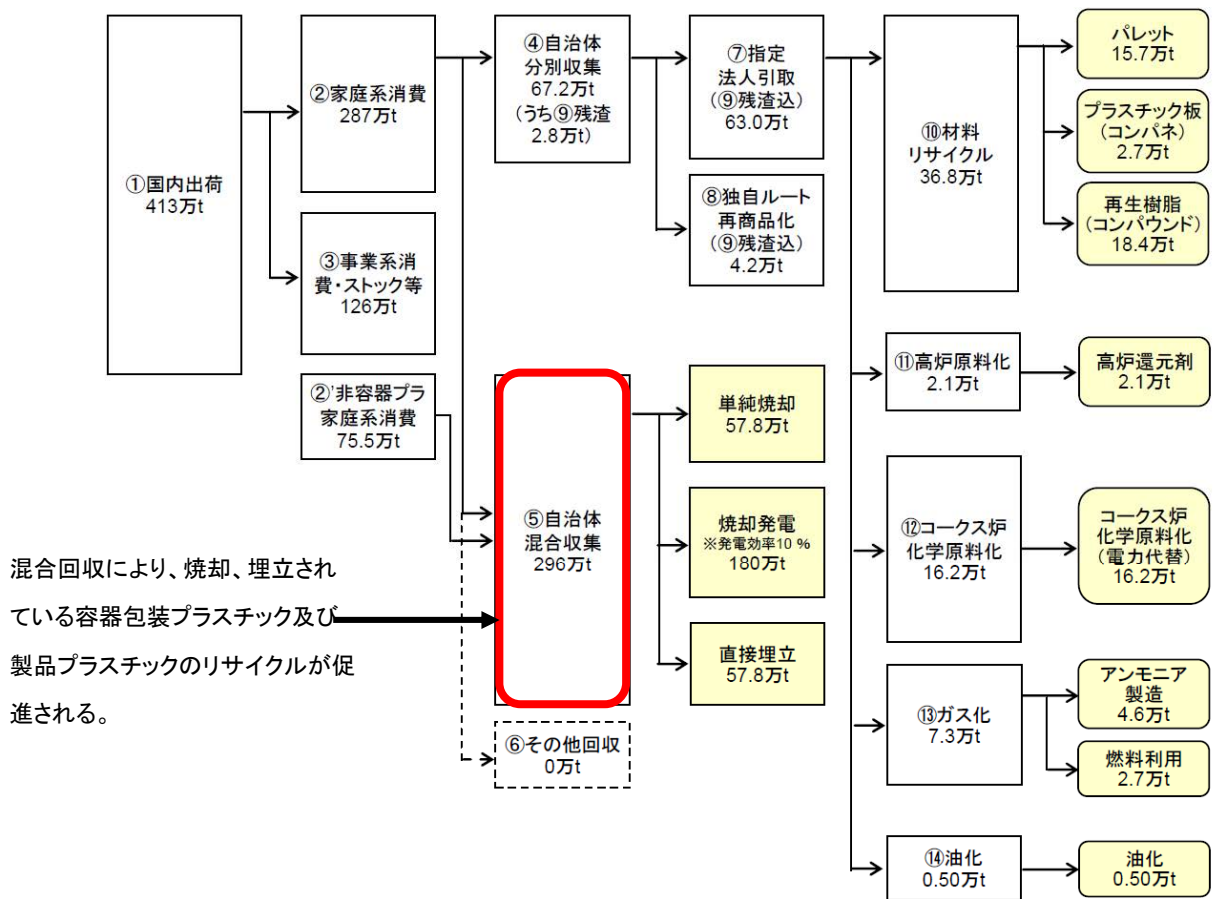 ①国内出荷
413万t
②家庭系消費
287万t
③事業系消
費・ストック等
126万t
②’非容器プラ
家庭系消費
75.5万t
④自治体
分別収集
67.2万t
(うち⑨残渣
2.8万t)
⑤自治体
混合収集
296万t
⑥その他回収
0万t
⑦指定
法人引取
(⑨残渣込)
63.0万t
⑧独自ルート
再商品化
(⑨残渣込)
4.2万t
単純焼却
57.8万t
焼却発電
※発電効率10 %
180万t
直接埋立
57.8万t
⑩材料
リサイクル
36.8万t
⑪高炉原料化
2.1万t
⑫コークス炉
化学原料化
16.2万t
⑬ガス化
7.3万t
⑭油化
0.50万t
パレット
15.7万t
プラスチック板
(コンパネ)
2.7万t
再生樹脂
(コンパウンド)
18.4万t
高炉還元剤
2.1万t
コークス炉
化学原料化
(電力代替)
16.2万t
アンモニア
製造
4.6万t
燃料利用
2.7万t
油化
0.50万t
混合回収により、焼却、埋立され
ている容器包装プラスチック及び
製品プラスチックのリサイクルが促
進される。